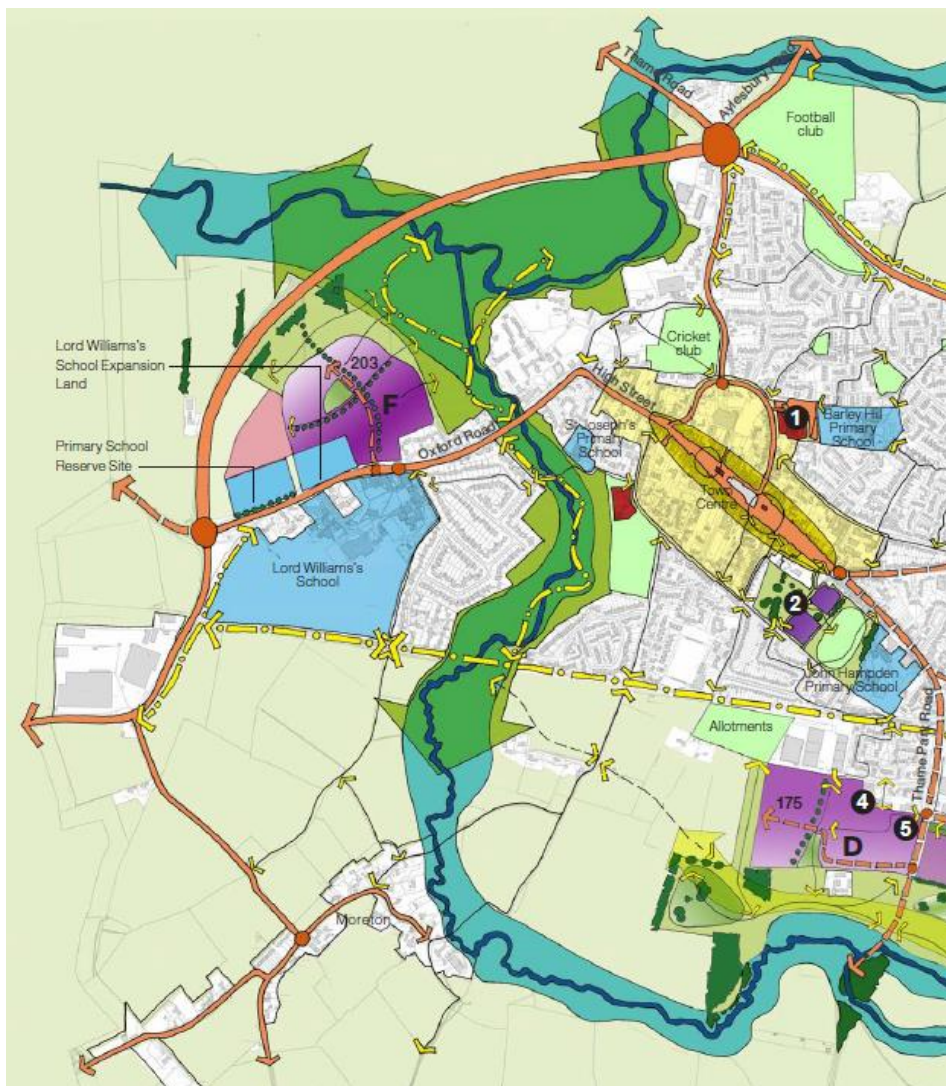 Thame Road
Aylesbury Road
Football
club
Lord Williams's
School Expansion
Land
203
F
Cricket
club
High Street
1
Barley Hill
Primary
School
St Joseph's
Primary
School
Oxford Road
Primary School
Reserve Site
Town
Centre
Lord Williams's
School
2
John Hampden
Primary School
Thame Park Road
Allotments
175
4
5
D
Moreton